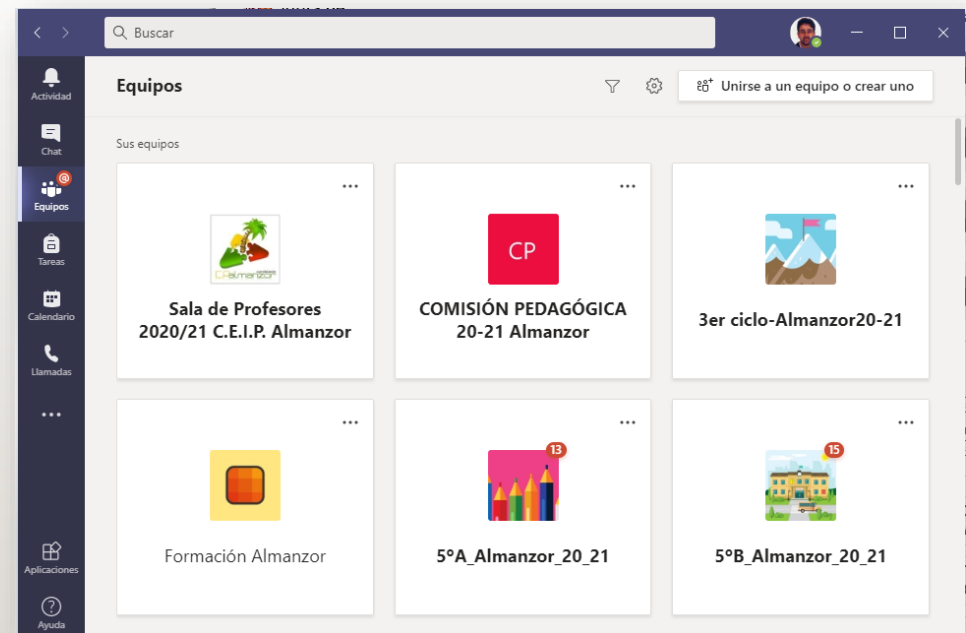 Buscar
Actividad
Chat
Equipos
Tareas
Calendario
Llamadas
Aplicaciones
Ayuda
Equipos
Unirse a un equipo o crear uno
Sus equipos
CPalmanzor
Sala de Profesores
2020/21 C.E.I.P. Almanzor
CP
COMISIÓN PEDAGÓGICA
20-21 Almanzor
3er ciclo-Almanzor20-21
Formación Almanzor
13
5ºA_Almanzor_20_21
15
5ºB_Almanzor_20_21